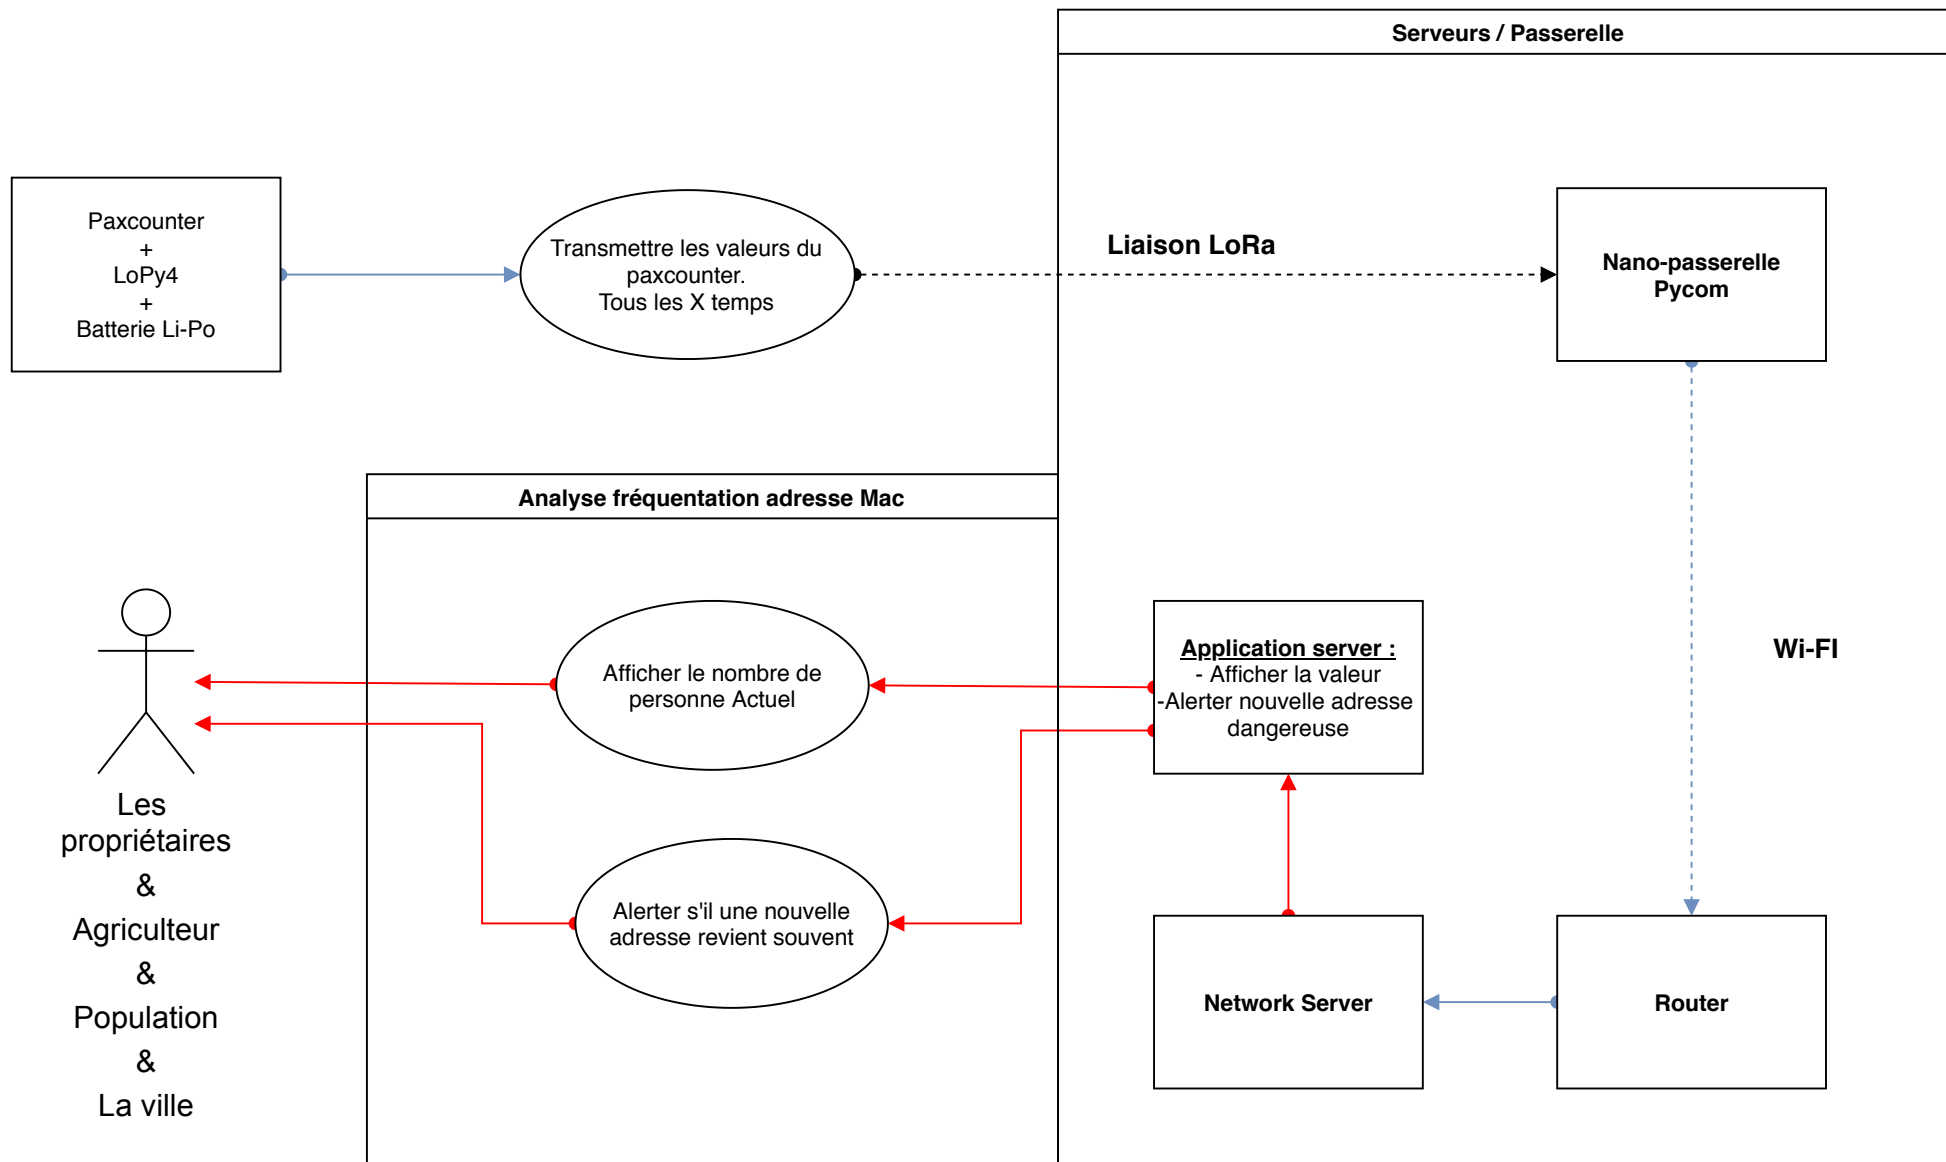 Serveurs / Passerelle
Paxcounter
+
LoPy4
+
Batterie Li-Po
Transmettre les valeurs du
paxcounter.
Tous les X temps
Liaison LoRa
Nano-passerelle
Pycom
Analyse fréquentation adresse Mac
Afficher le nombre de
personne Actuel
Application server :
- Afficher la valeur
-Alerter nouvelle adresse
dangereuse
Wi-FI
Les
propriétaires
&
Agriculteur
&
Population
&
La ville
Alerter s'il une nouvelle
adresse revient souvent
Network Server
Router